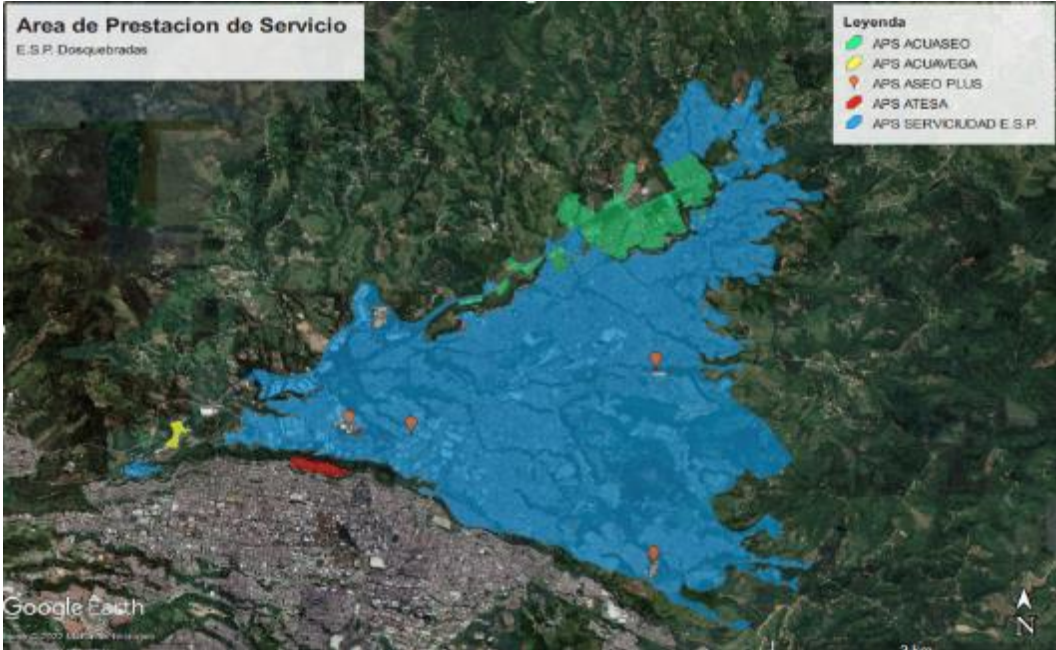 Area de Prestacion de Servicio
E.S.P. Dosquebradas
Leyenda
APS ACUASEO
APS ACUAVEGA
APS ASEO PLUS
APS ATESA
APS SERVICIUDAD E.S.P.
Google Earth
N